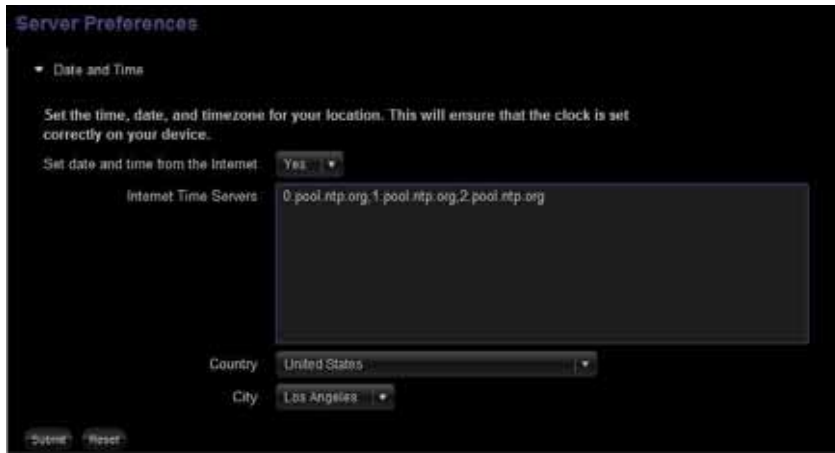 Server Preferences
Date and Time
Set the time, date, and timezone for your location. This will ensure that the clock is set
correctly on your device.
Set date and time from the Internet Yes
Internet Time Servers 0.pool.ntp.org;1.pool.ntp.org;2.pool.ntp.org
Country United States
City Los Angeles
Submit Reset